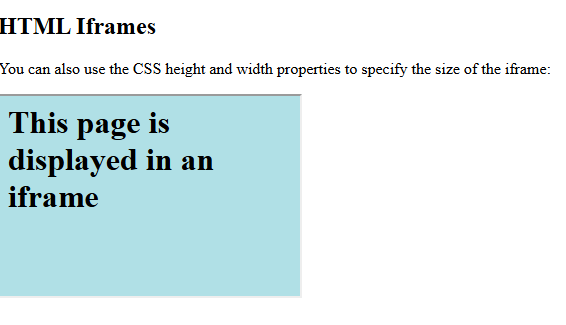 HTML Iframes
You can also use the CSS height and width properties to specify the size of the iframe:
This page is
displayed in an
iframe